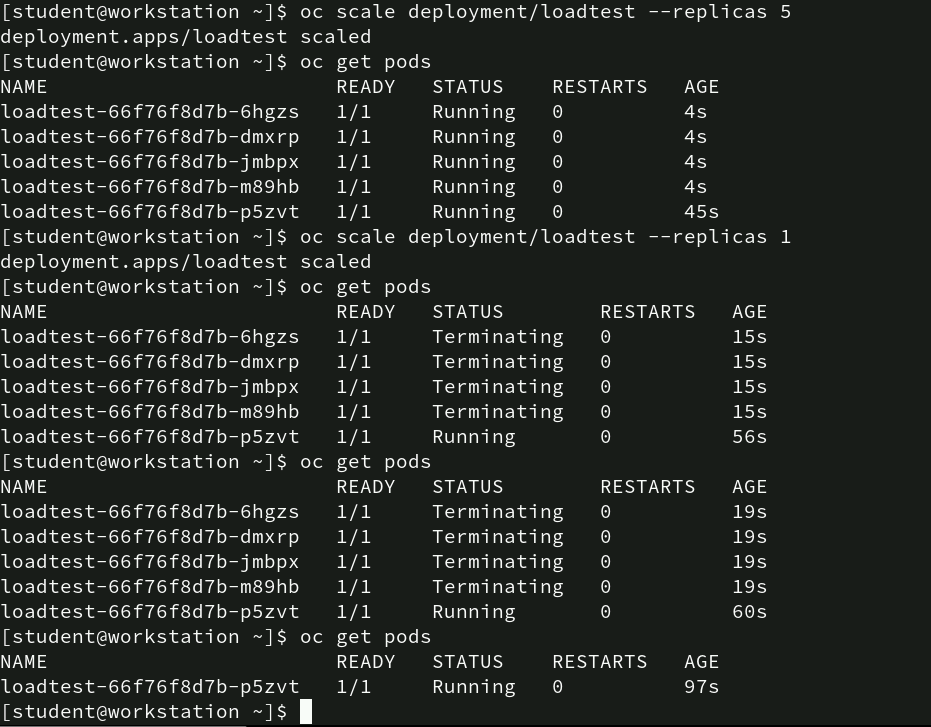 [student@workstation ~]$ oc scale deployment/loadtest --replicas 5
deployment.apps/loadtest scaled
[student@workstation ~]$ oc get pods
NAME                        READY   STATUS    RESTARTS   AGE
loadtest-66f76f8d7b-6hgzs   1/1     Running   0          4s
loadtest-66f76f8d7b-dmxrp   1/1     Running   0          4s
loadtest-66f76f8d7b-jmbpx   1/1     Running   0          4s
loadtest-66f76f8d7b-m89hb   1/1     Running   0          4s
loadtest-66f76f8d7b-p5zvt   1/1     Running   0          45s
[student@workstation ~]$ oc scale deployment/loadtest --replicas 1
deployment.apps/loadtest scaled
[student@workstation ~]$ oc get pods
NAME                        READY   STATUS        RESTARTS   AGE
loadtest-66f76f8d7b-6hgzs   1/1     Terminating   0          15s
loadtest-66f76f8d7b-dmxrp   1/1     Terminating   0          15s
loadtest-66f76f8d7b-jmbpx   1/1     Terminating   0          15s
loadtest-66f76f8d7b-m89hb   1/1     Terminating   0          15s
loadtest-66f76f8d7b-p5zvt   1/1     Running       0          56s
[student@workstation ~]$ oc get pods
NAME                        READY   STATUS        RESTARTS   AGE
loadtest-66f76f8d7b-6hgzs   1/1     Terminating   0          19s
loadtest-66f76f8d7b-dmxrp   1/1     Terminating   0          19s
loadtest-66f76f8d7b-jmbpx   1/1     Terminating   0          19s
loadtest-66f76f8d7b-m89hb   1/1     Terminating   0          19s
loadtest-66f76f8d7b-p5zvt   1/1     Running       0          60s
[student@workstation ~]$ oc get pods
NAME                        READY   STATUS    RESTARTS   AGE
loadtest-66f76f8d7b-p5zvt   1/1     Running   0          97s
[student@workstation ~]$